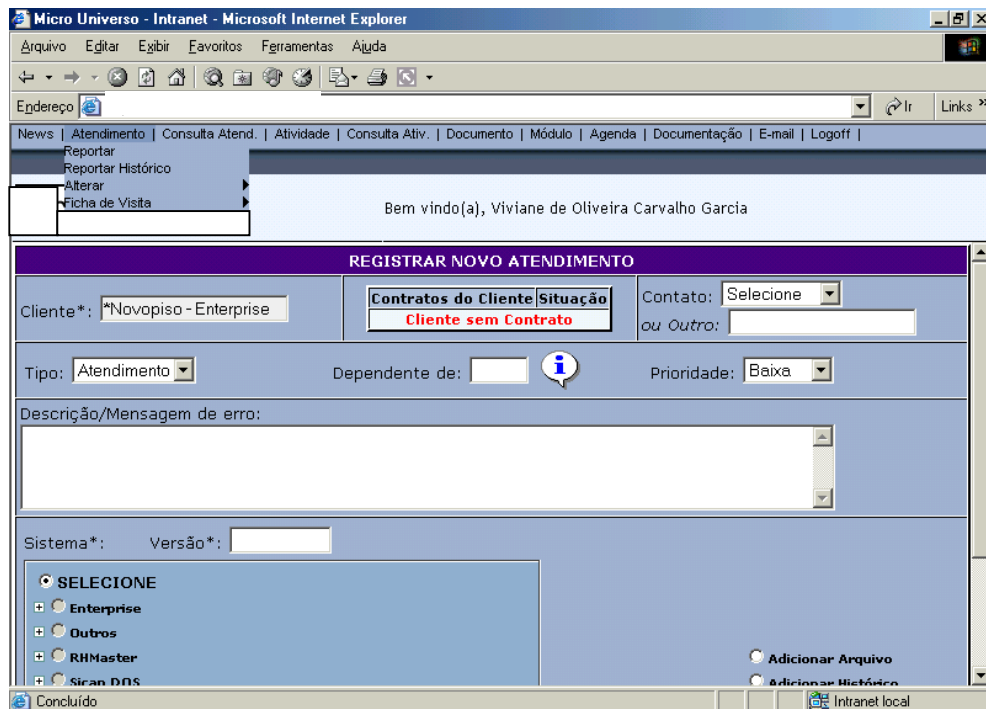 Micro Universo - Intranet - Microsoft Internet Explorer
Arquivo Editar Exibir Favoritos Ferramentas Ajuda
Endereço Ir Links »
News | Atendimento | Consulta Atend. | Atividade | Consulta Ativ. | Documento | Módulo | Agenda | Documentação | E-mail | Logoff |
Reportar
Reportar Histórico
Alterar
Ficha de Visita
Bem vindo(a), Viviane de Oliveira Carvalho Garcia
REGISTRAR NOVO ATENDIMENTO
Cliente*: *Novopiso - Enterprise
Contratos do Cliente Situação
Cliente sem Contrato
Contato: Selecione
ou Outro:
Tipo: Atendimento Dependente de: Prioridade: Baixa
Descrição/Mensagem de erro:
Sistema*: Versão*:
SELECIONE
Enterprise
Outros
RHMaster
Sican DOS
Adicionar Arquivo
Adicionar Histórico
Concluído Intranet local